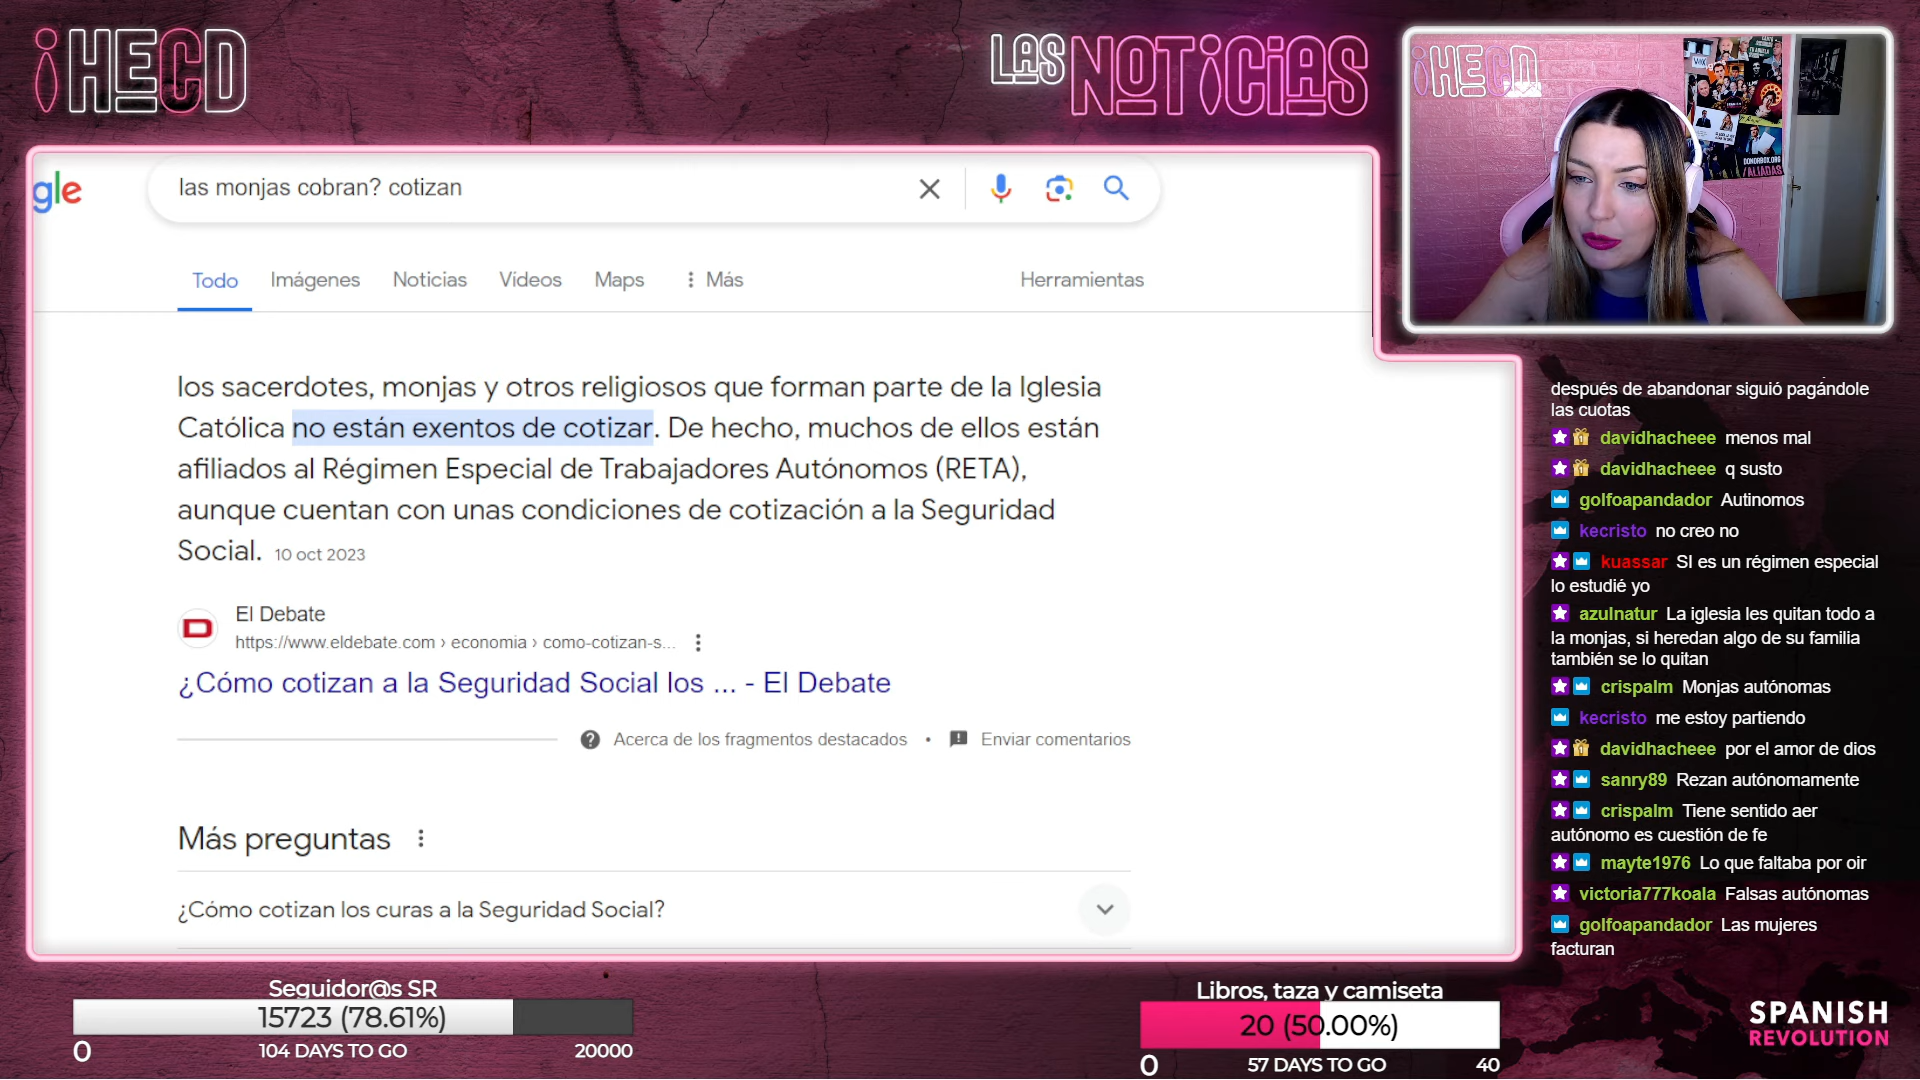 ¡HECD
LAS NOTICIAS
¡HECD
DONORBOX.ORG
/ALIADAS
gle
las monjas cobran? cotizan
Todo
Imágenes
Noticias
Vídeos
Maps
Más
Herramientas
los sacerdotes, monjas y otros religiosos que forman parte de la Iglesia
Católica no están exentos de cotizar. De hecho, muchos de ellos están
afiliados al Régimen Especial de Trabajadores Autónomos (RETA),
aunque cuentan con unas condiciones de cotización a la Seguridad
Social. 10 oct 2023
El Debate
https://www.eldebate.com › economia › como-cotizan-s...
¿Cómo cotizan a la Seguridad Social los ... - El Debate
Acerca de los fragmentos destacados • Enviar comentarios
Más preguntas
¿Cómo cotizan los curas a la Seguridad Social?
después de abandonar siguió pagándole
las cuotas
davidhacheee menos mal
davidhacheee q susto
golfoapandador Autinomos
kecristo no creo no
kuassar SI es un régimen especial
lo estudié yo
azulnatur La iglesia les quitan todo a
la monjas, si heredan algo de su familia
también se lo quitan
crispalm Monjas autónomas
kecristo me estoy partiendo
davidhacheee por el amor de dios
sanry89 Rezan autónomamente
crispalm Tiene sentido aer
autónomo es cuestión de fe
mayte1976 Lo que faltaba por oir
victoria777koala Falsas autónomas
golfoapandador Las mujeres
facturan
Seguidor@s SR
15723 (78.61%)
0
104 DAYS TO GO
20000
Libros, taza y camiseta
20 (50.00%)
0
57 DAYS TO GO
40
SPANISH
REVOLUTION